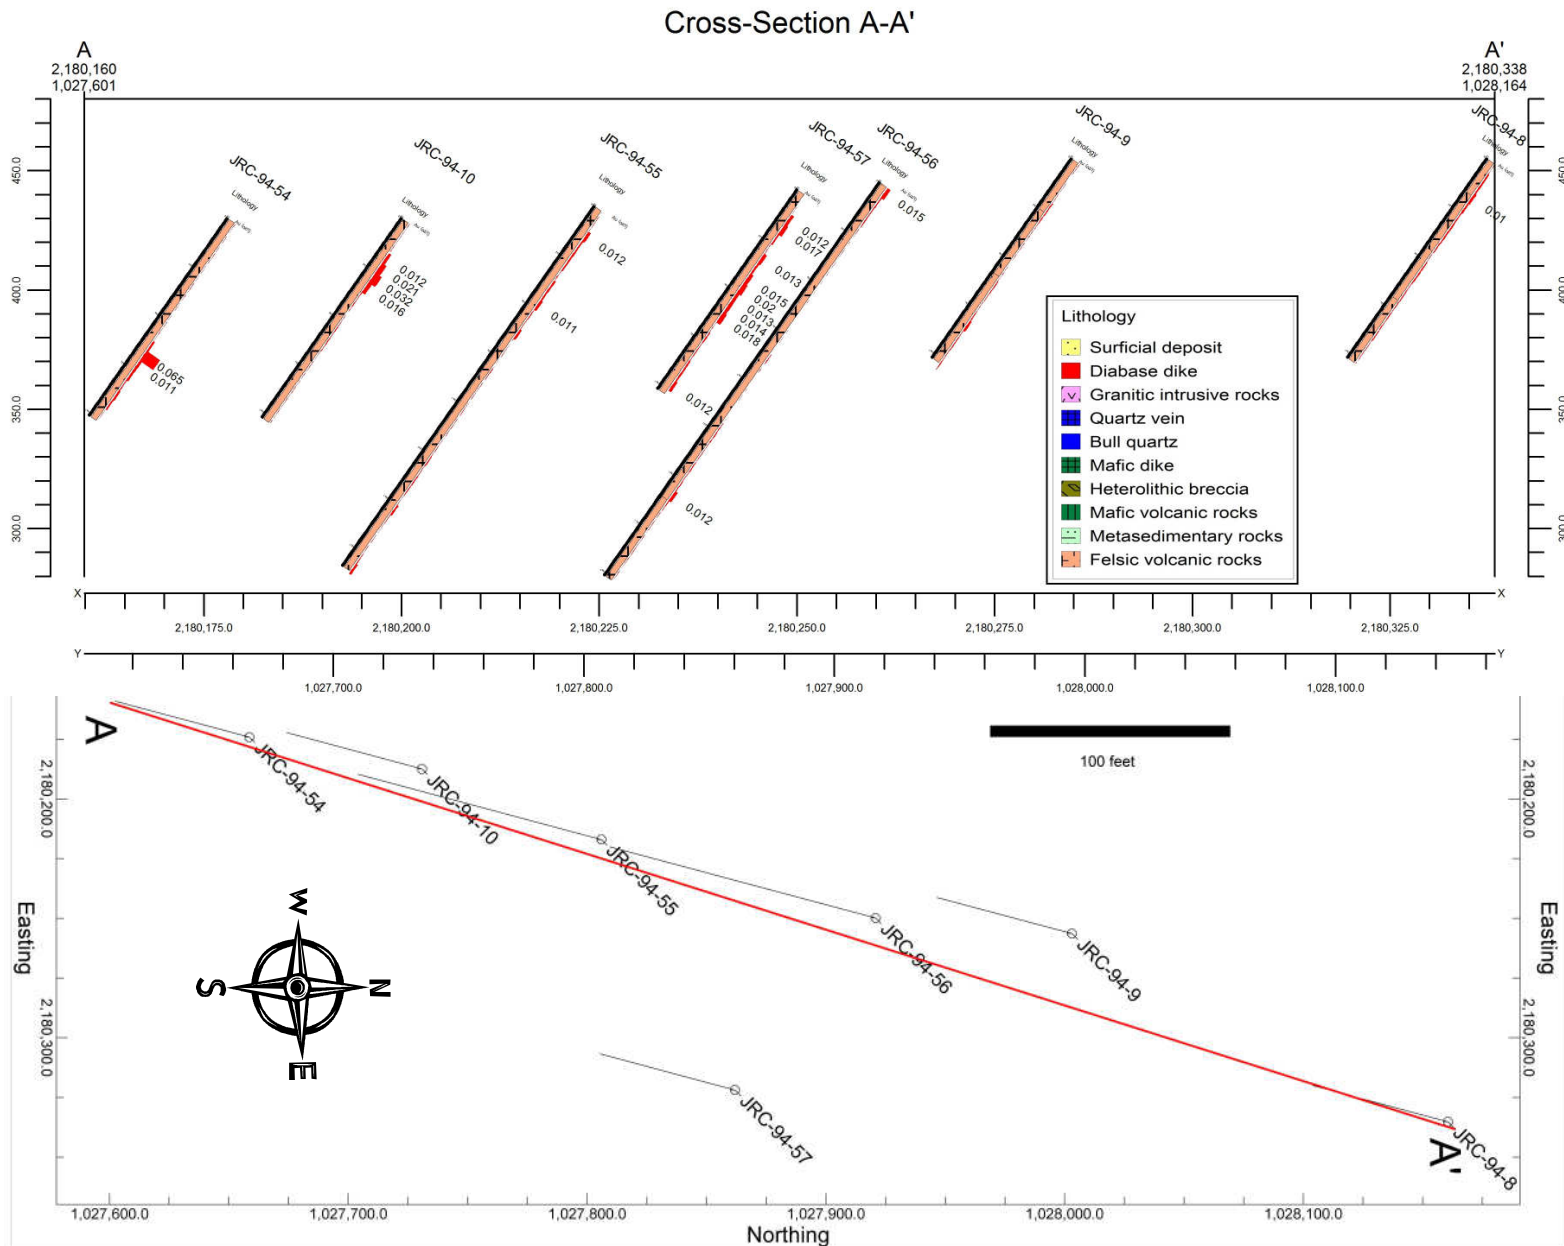 Cross-Section A-A'
A
2,180,160
1,027,601
A'
2,180,338
1,028,164
JRC-94-54
Lithology
0.065
0.011
JRC-94-10
Lithology
0.012
0.021
0.032
0.016
JRC-94-55
Lithology
0.012
0.011
JRC-94-57
Lithology
0.012
0.017
0.013
0.015
0.02
0.013
0.014
0.018
0.012
JRC-94-56
Lithology
0.015
0.012
JRC-94-9
Lithology
JRC-94-8
Lithology
0.01
450.0
400.0
350.0
300.0
450.0
400.0
350.0
300.0
Lithology
Surficial deposit
Diabase dike
Granitic intrusive rocks
Quartz vein
Bull quartz
Mafic dike
Heterolithic breccia
Mafic volcanic rocks
Metasedimentary rocks
Felsic volcanic rocks
X
X
2,180,175.0
2,180,200.0
2,180,225.0
2,180,250.0
2,180,275.0
2,180,300.0
2,180,325.0
Y
Y
1,027,700.0
1,027,800.0
1,027,900.0
1,028,000.0
1,028,100.0
A
JRC-94-54
JRC-94-10
JRC-94-55
JRC-94-56
JRC-94-9
JRC-94-57
JRC-94-8
A'
100 feet
W
N
S
E
2,180,200.0
2,180,300.0
Easting
2,180,200.0
2,180,300.0
Easting
1,027,600.0
1,027,700.0
1,027,800.0
1,027,900.0
1,028,000.0
1,028,100.0
Northing